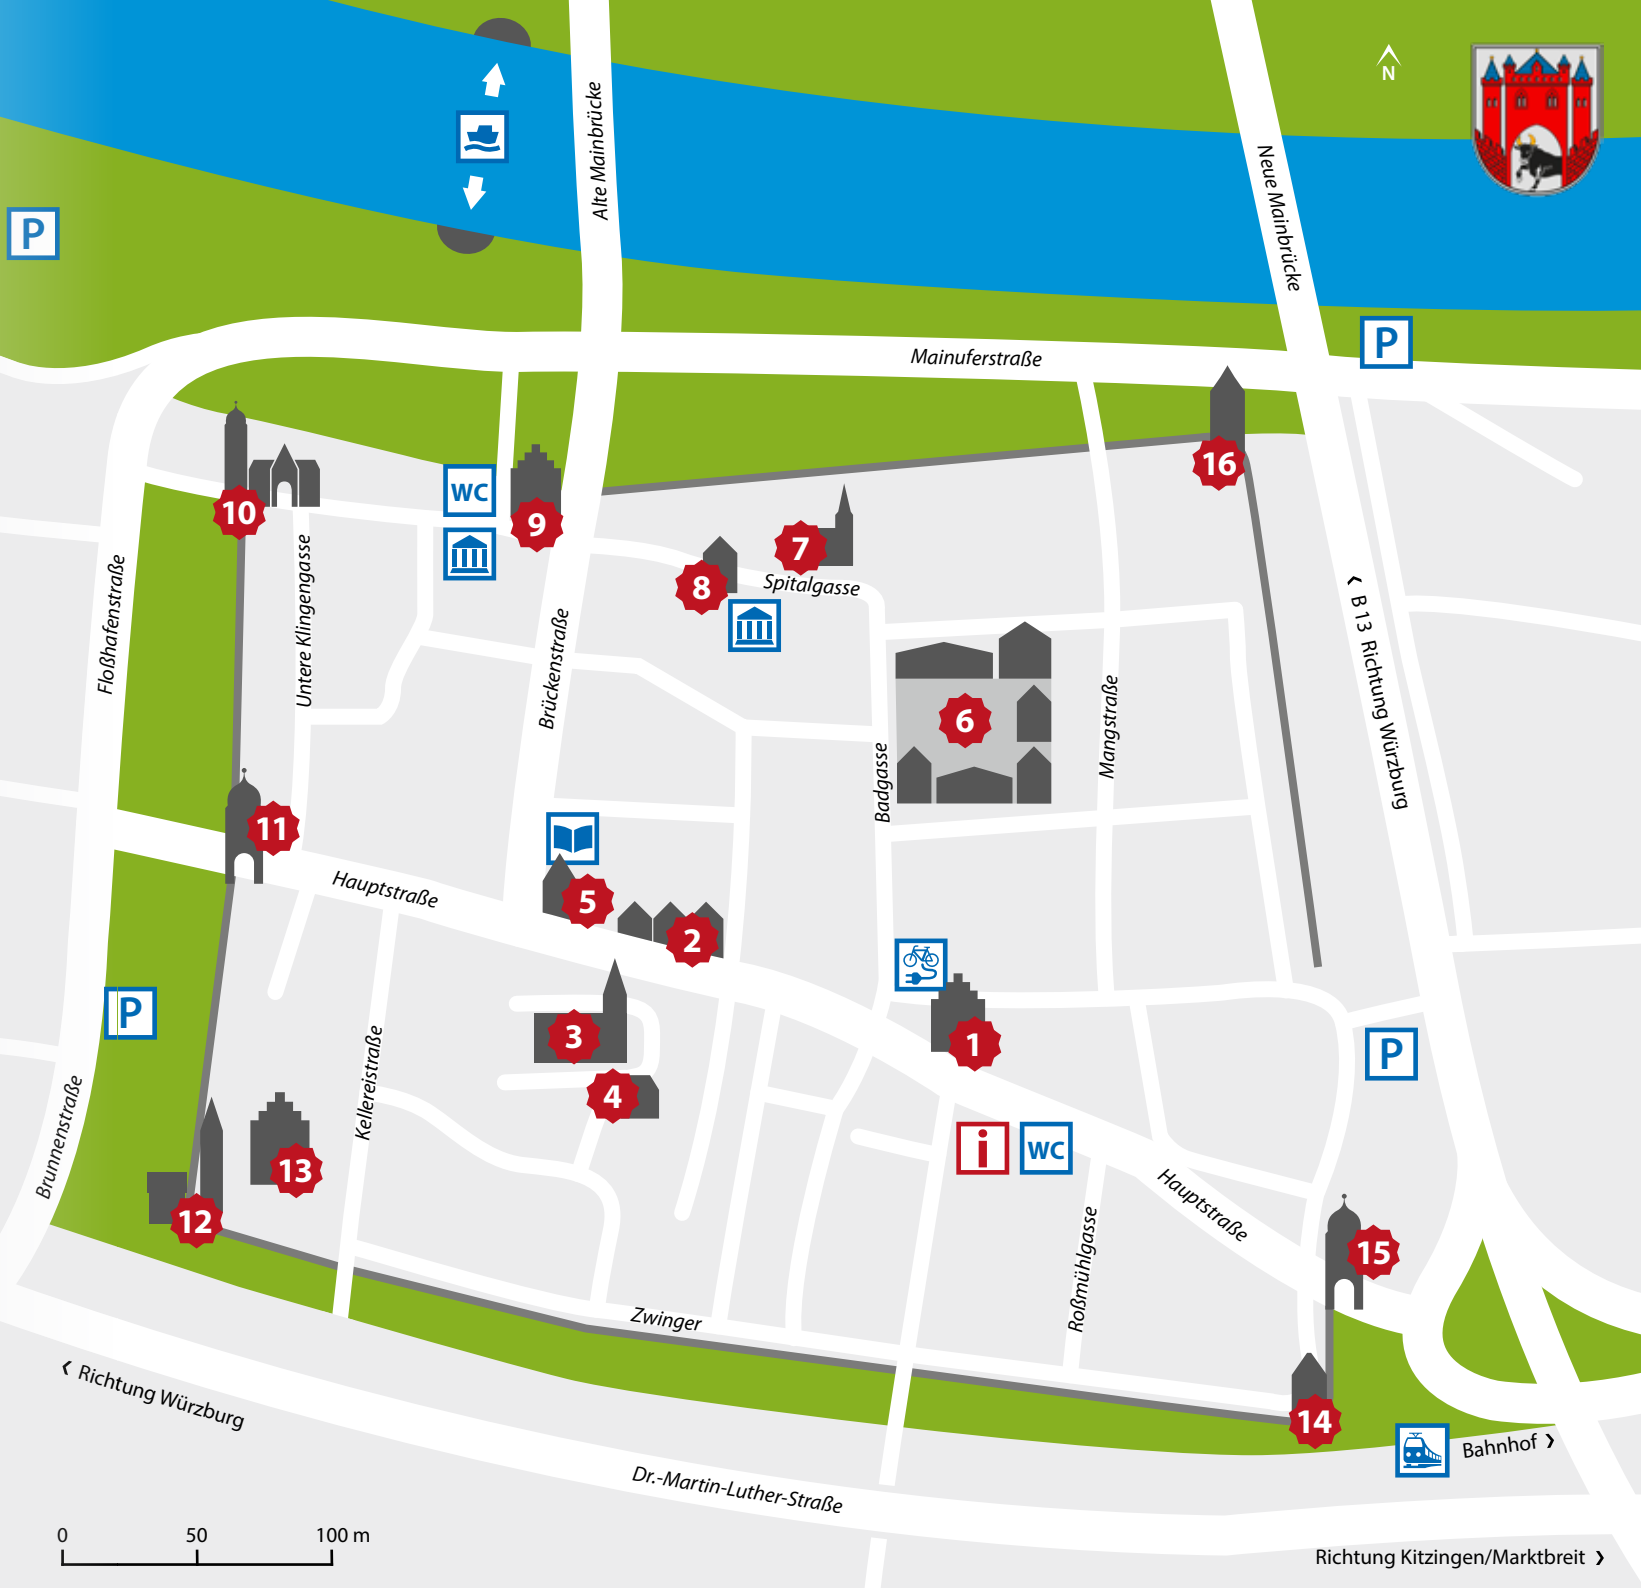 N
Alte Mainbrücke
Neue Mainbrücke
P
P
Mainuferstraße
16
WC
10
9
7
8
Spitalgasse
Floßhafenstraße
Untere Klingengasse
Brückenstraße
6
Badgasse
Mangstraße
‹ B 13 Richtung Würzburg
11
Hauptstraße
5
2
P
3
1
P
4
Kellereistraße
Brunnenstraße
13
i
WC
12
Hauptstraße
15
Roßmühlgasse
Zwinger
‹ Richtung Würzburg
14
Bahnhof ›
Dr.-Martin-Luther-Straße
0 50 100 m
Richtung Kitzingen/Marktbreit ›